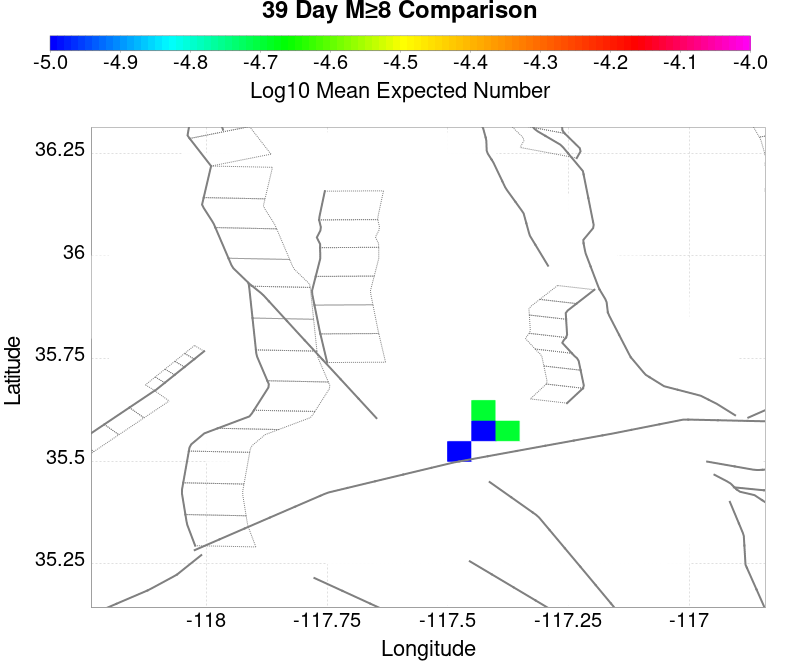 39 Day M≥8 Comparison
-5.0 -4.9 -4.8 -4.7 -4.6 -4.5 -4.4 -4.3 -4.2 -4.1 -4.0
Log10 Mean Expected Number
36.25
36
35.75
35.5
35.25
Latitude
-118 -117.75 -117.5 -117.25 -117
Longitude